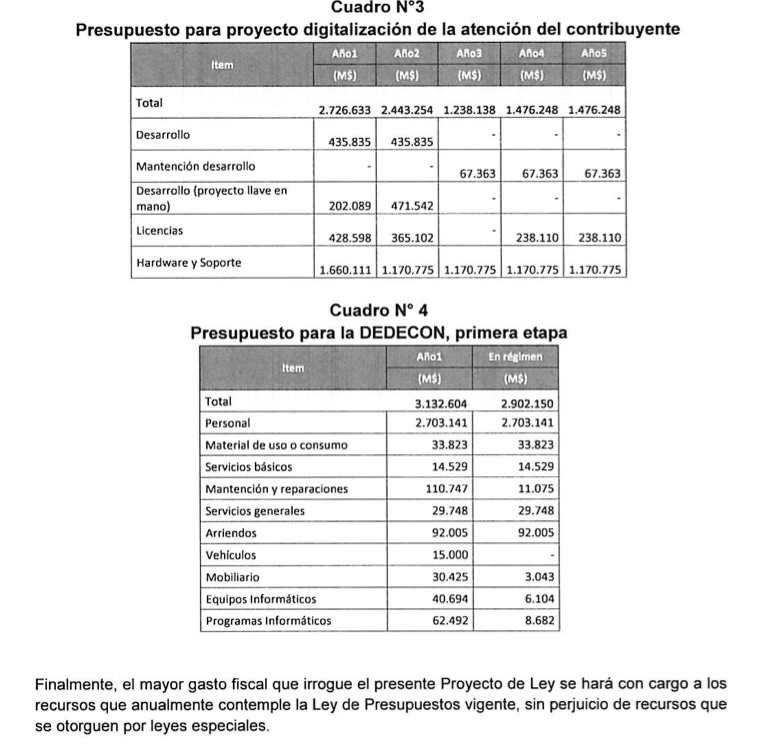 Cuadro N°3
Presupuesto para proyecto digitalización de la atención del contribuyente
Item Año1 Año2 Año3 Año4 Año5
(M$) (M$) (M$) (M$) (M$)
Total 2.726.633 2.443.254 1.238.138 1.476.248 1.476.248
Desarrollo 435.835 435.835 - - -
Mantención desarrollo - - 67.363 67.363 67.363
Desarrollo (proyecto llave en
mano) 202.089 471.542 - - -
Licencias 428.598 365.102 - 238.110 238.110
Hardware y Soporte 1.660.111 1.170.775 1.170.775 1.170.775 1.170.775
Cuadro N° 4
Presupuesto para la DEDECON, primera etapa
Item Año1 En régimen
(M$) (M$)
Total 3.132.604 2.902.150
Personal 2.703.141 2.703.141
Material de uso o consumo 33.823 33.823
Servicios básicos 14.529 14.529
Mantención y reparaciones 110.747 11.075
Servicios generales 29.748 29.748
Arriendos 92.005 92.005
Vehículos 15.000 -
Mobiliario 30.425 3.043
Equipos Informáticos 40.694 6.104
Programas Informáticos 62.492 8.682
Finalmente, el mayor gasto fiscal que irrogue el presente Proyecto de Ley se hará con cargo a los
recursos que anualmente contemple la Ley de Presupuestos vigente, sin perjuicio de recursos que
se otorguen por leyes especiales.